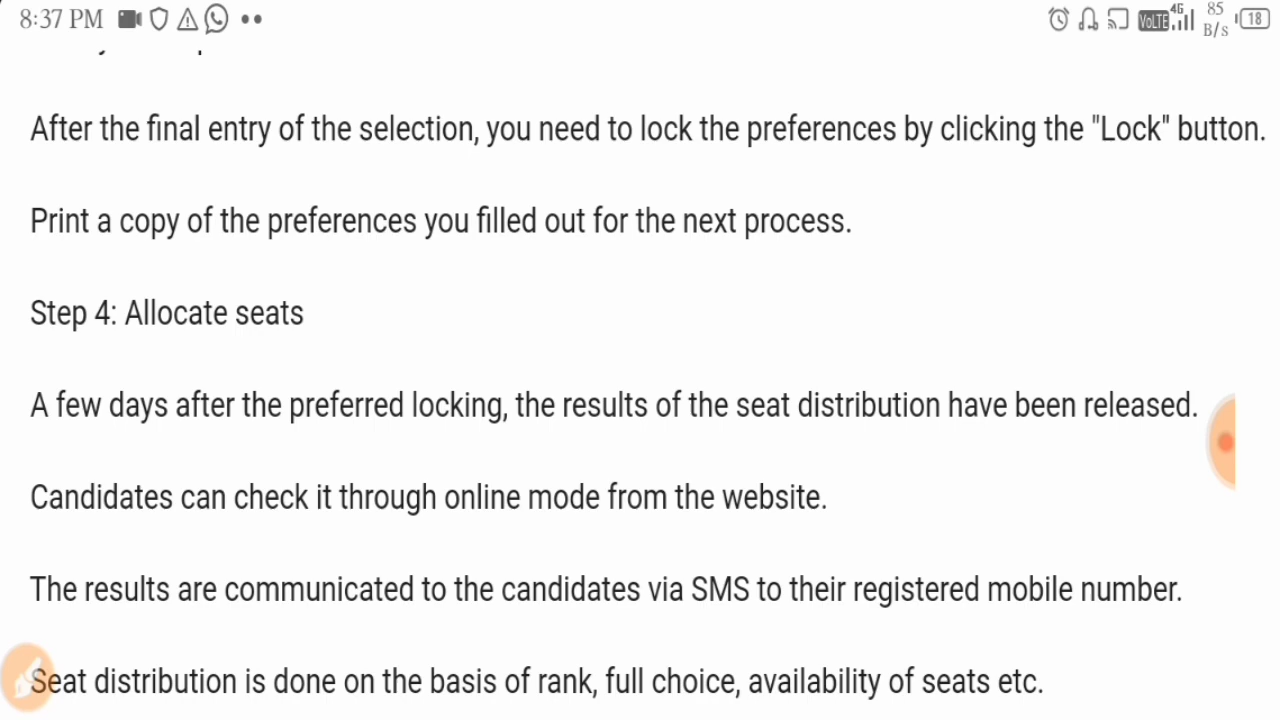 8:37 PM
VoLTE 4G 85 B/s 18
After the final entry of the selection, you need to lock the preferences by clicking the "Lock" button.
Print a copy of the preferences you filled out for the next process.
Step 4: Allocate seats
A few days after the preferred locking, the results of the seat distribution have been released.
Candidates can check it through online mode from the website.
The results are communicated to the candidates via SMS to their registered mobile number.
Seat distribution is done on the basis of rank, full choice, availability of seats etc.